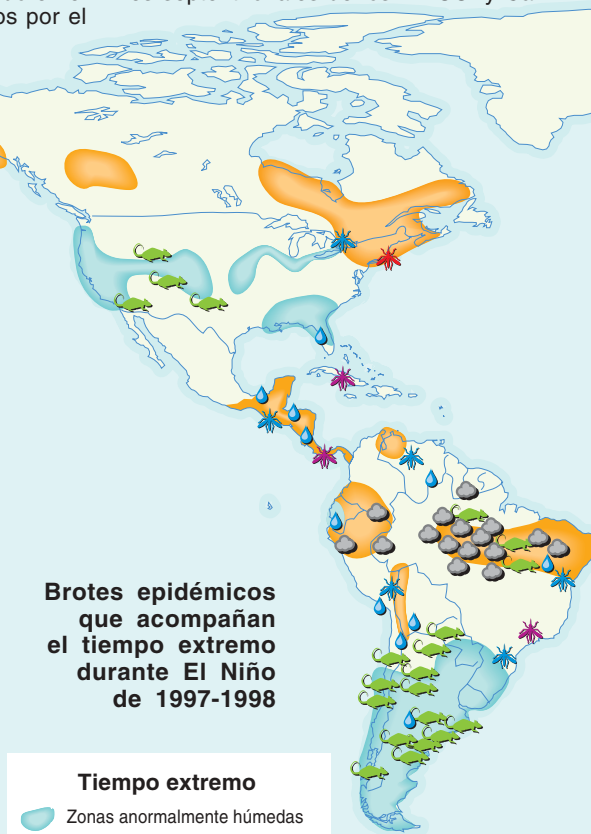 os por el
Brotes epidémicos
que acompañan
el tiempo extremo
durante El Niño
de 1997-1998
Tiempo extremo
Zonas anormalmente húmedas